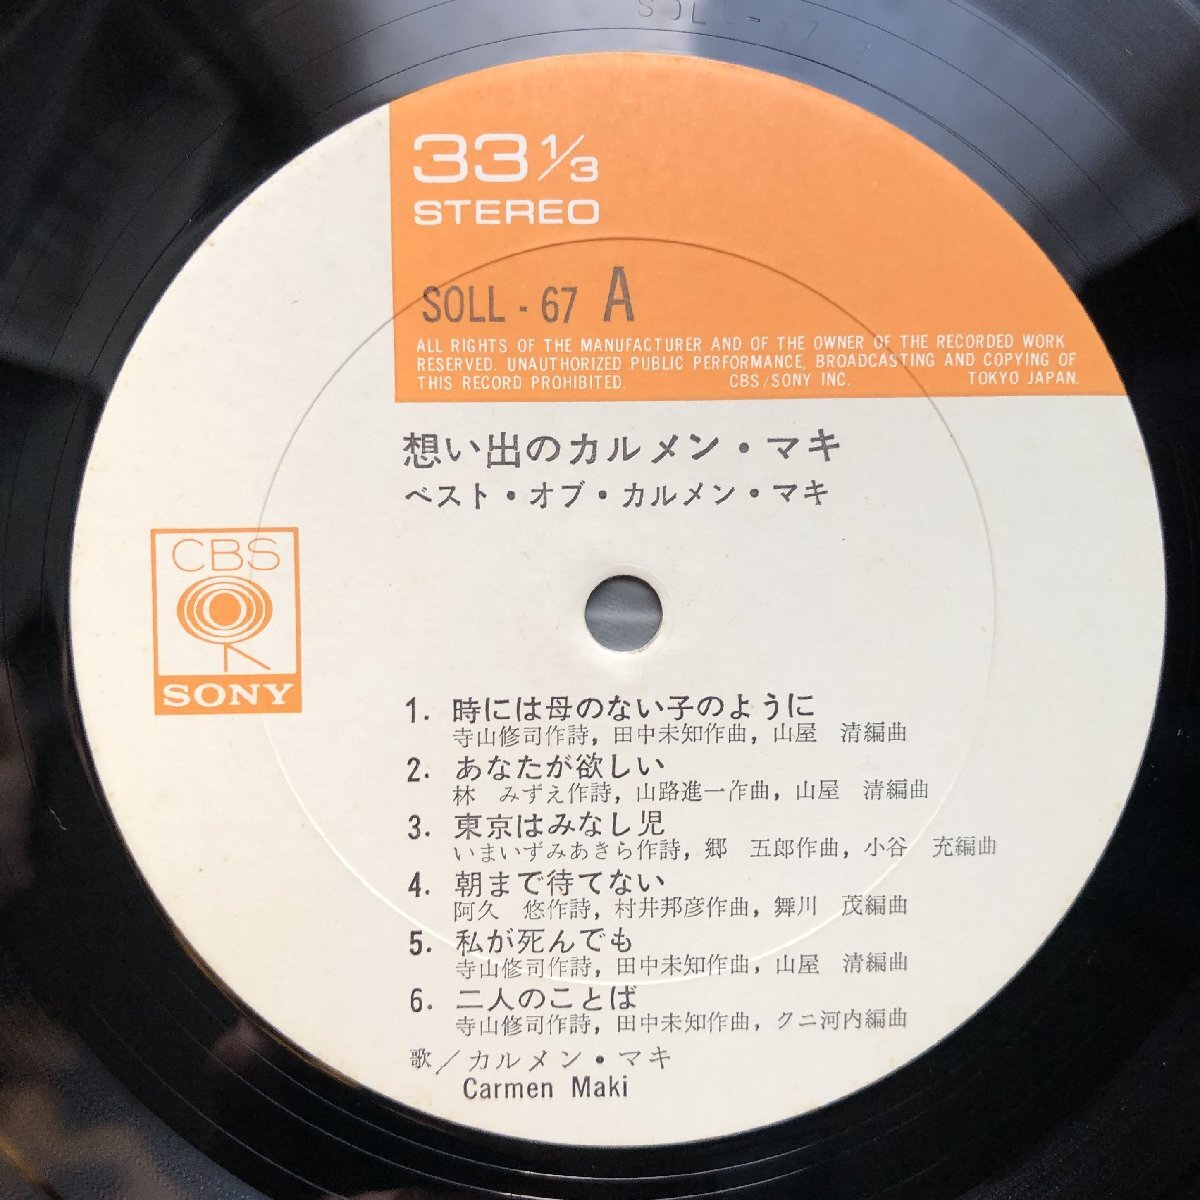 SOLL-67
33 1/3
STEREO
SOLL - 67 A
ALL RIGHTS OF THE MANUFACTURER AND OF THE OWNER OF THE RECORDED WORK
RESERVED. UNAUTHORIZED PUBLIC PERFORMANCE, BROADCASTING AND COPYING OF
THIS RECORD PROHIBITED. CBS/SONY INC. TOKYO JAPAN.
想い出のカルメン・マキ
ベスト・オブ・カルメン・マキ
CBS
SONY
1. 時には母のない子のように
寺山修司作詩，田中未知作曲，山屋 清編曲
2. あなたが欲しい
林 みずえ作詩，山路進一作曲，山屋 清編曲
3. 東京はみなし児
いまいずみあきら作詩，郷 五郎作曲，小谷 充編曲
4. 朝まで待てない
阿久 悠作詩，村井邦彦作曲，舞川 茂編曲
5. 私が死んでも
寺山修司作詩，田中未知作曲，山屋 清編曲
6. 二人のことば
寺山修司作詩，田中未知作曲，クニ河内編曲
歌／カルメン・マキ
Carmen Maki